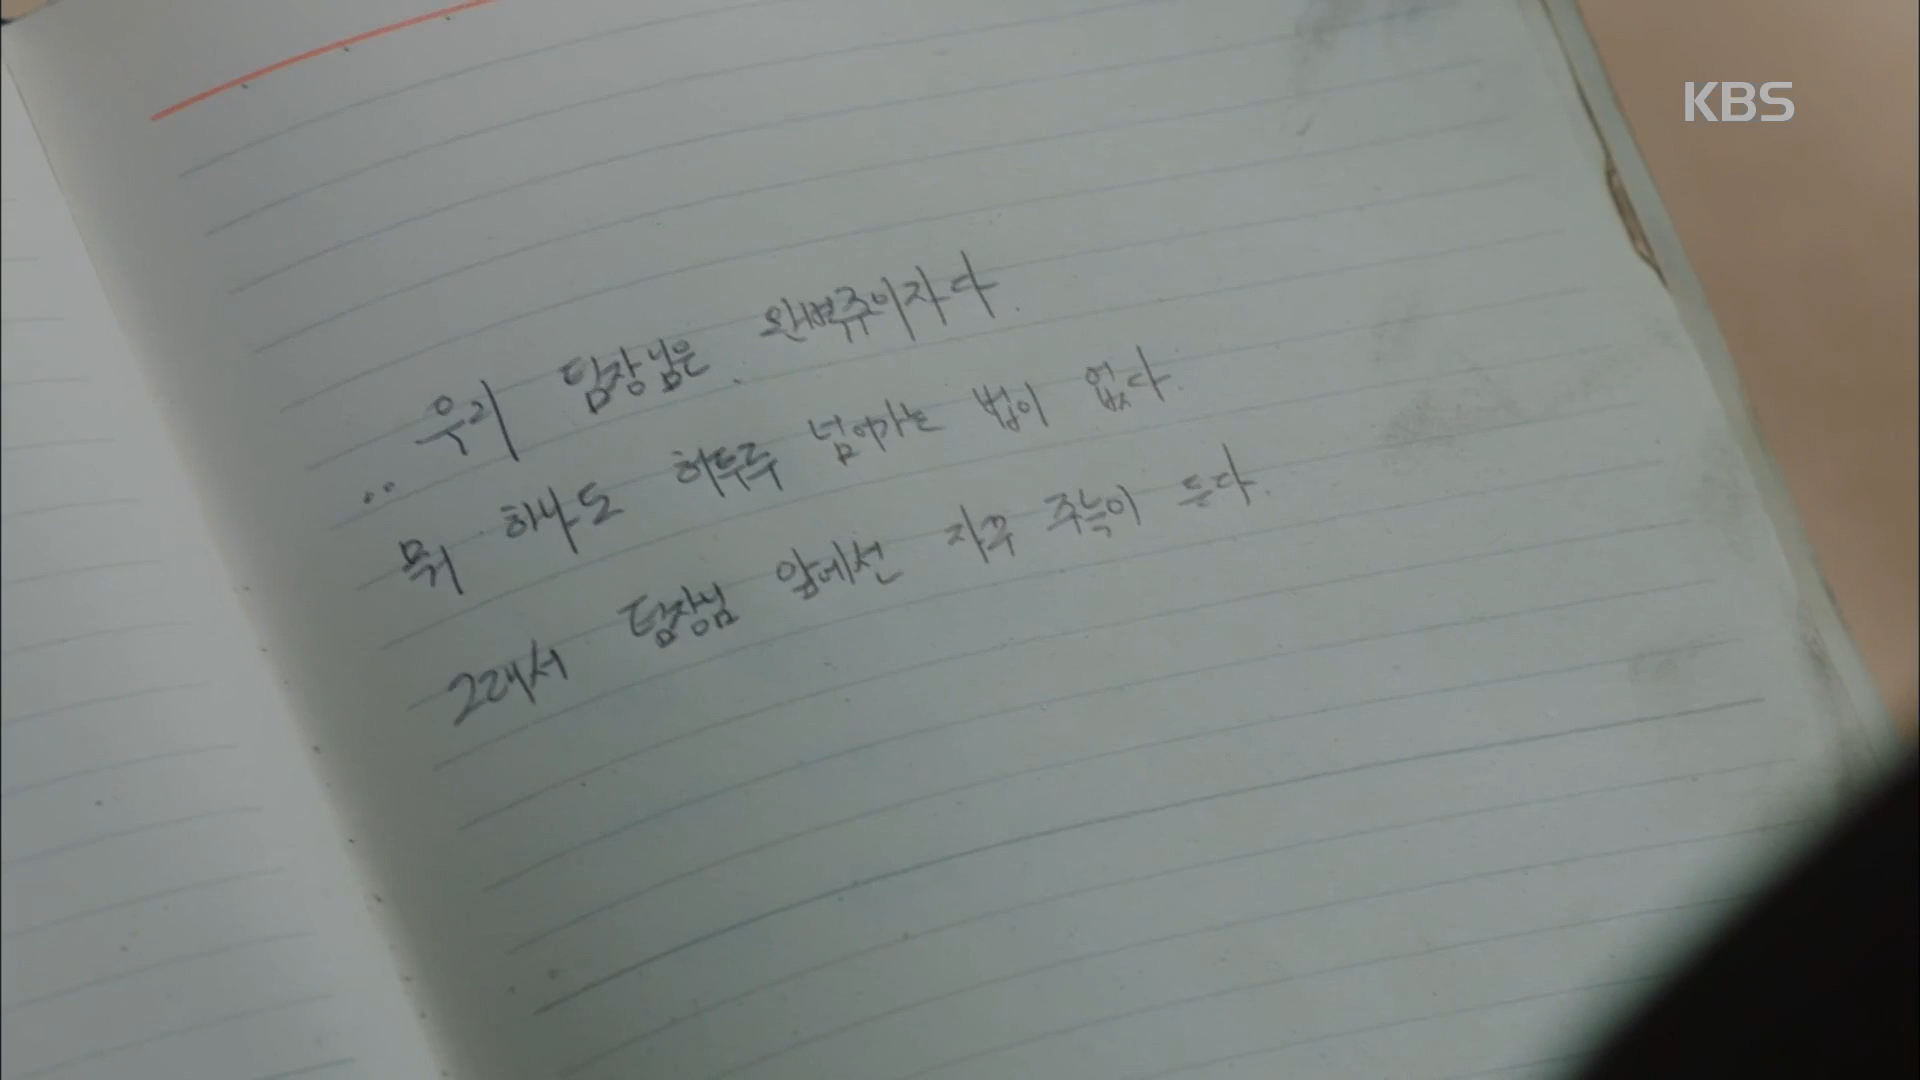 KBS
우리 팀장님은 완벽주의자다.
뭐 하나도 허투루 넘어가는 법이 없다.
그래서 팀장님 앞에선 자꾸 주눅이 든다.